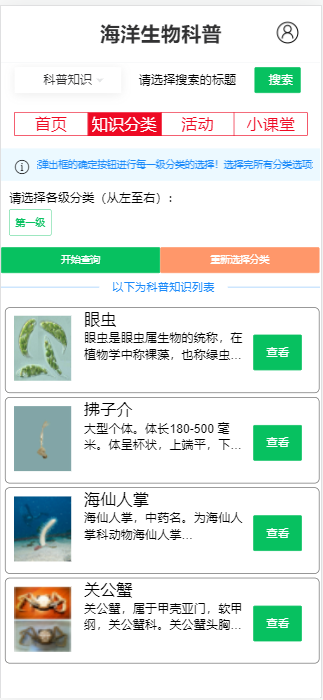 海洋生物科普
科普知识 请选择搜索的标题 搜索
首页 知识分类 活动 小课堂
弹出框的确定按钮进行每一级分类的选择！选择完所有分类选项
请选择各级分类（从左至右）：
第一级
开始查询 重新选择分类
以下为科普知识列表
眼虫
眼虫是眼虫属生物的统称，在
植物学中称裸藻，也称绿虫...
查看
拂子介
大型个体。体长180-500 毫
米。体呈杯状，上端平，下...
查看
海仙人掌
海仙人掌，中药名。为海仙人
掌科动物海仙人掌...
查看
关公蟹
关公蟹，属于甲壳亚门，软甲
纲，关公蟹科。关公蟹头胸...
查看